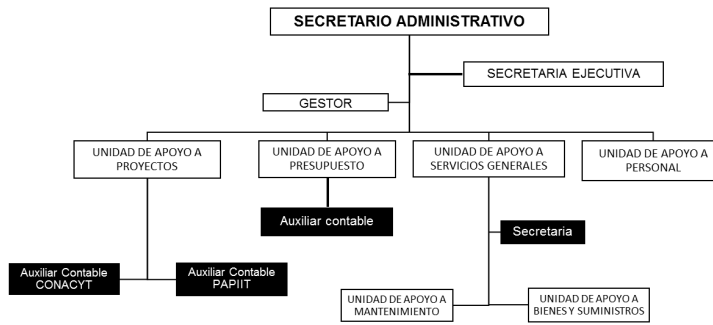 SECRETARIO ADMINISTRATIVO
SECRETARIA EJECUTIVA
GESTOR
UNIDAD DE APOYO A
PROYECTOS
UNIDAD DE APOYO A
PRESUPUESTO
UNIDAD DE APOYO A
SERVICIOS GENERALES
UNIDAD DE APOYO A
PERSONAL
Auxiliar contable
Secretaria
Auxiliar Contable
CONACYT
Auxiliar Contable
PAPIIT
UNIDAD DE APOYO A
MANTENIMIENTO
UNIDAD DE APOYO A
BIENES Y SUMINISTROS